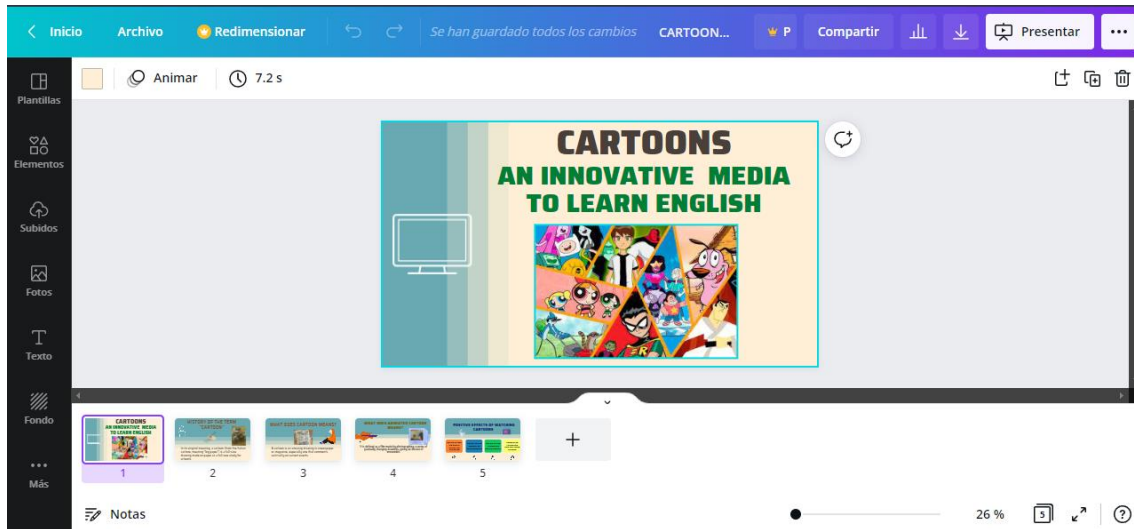 Inicio Archivo Redimensionar Se han guardado todos los cambios CARTOON... P Compartir Presentar
Animar 7.2 s
Plantillas
Elementos
Subidos
Fotos
Texto
Fondo
Más
CARTOONS
AN INNOVATIVE MEDIA
TO LEARN ENGLISH
CARTOONS
AN INNOVATIVE MEDIA
TO LEARN ENGLISH
HISTORY OF THE TERM
CARTOON
WHAT DOES CARTOON MEANS?
WHAT DOES ANIMATED CARTOON
POSITIVE EFFECTS OF WATCHING
CARTOONS
1 2 3 4 5
Notas
26 % 5